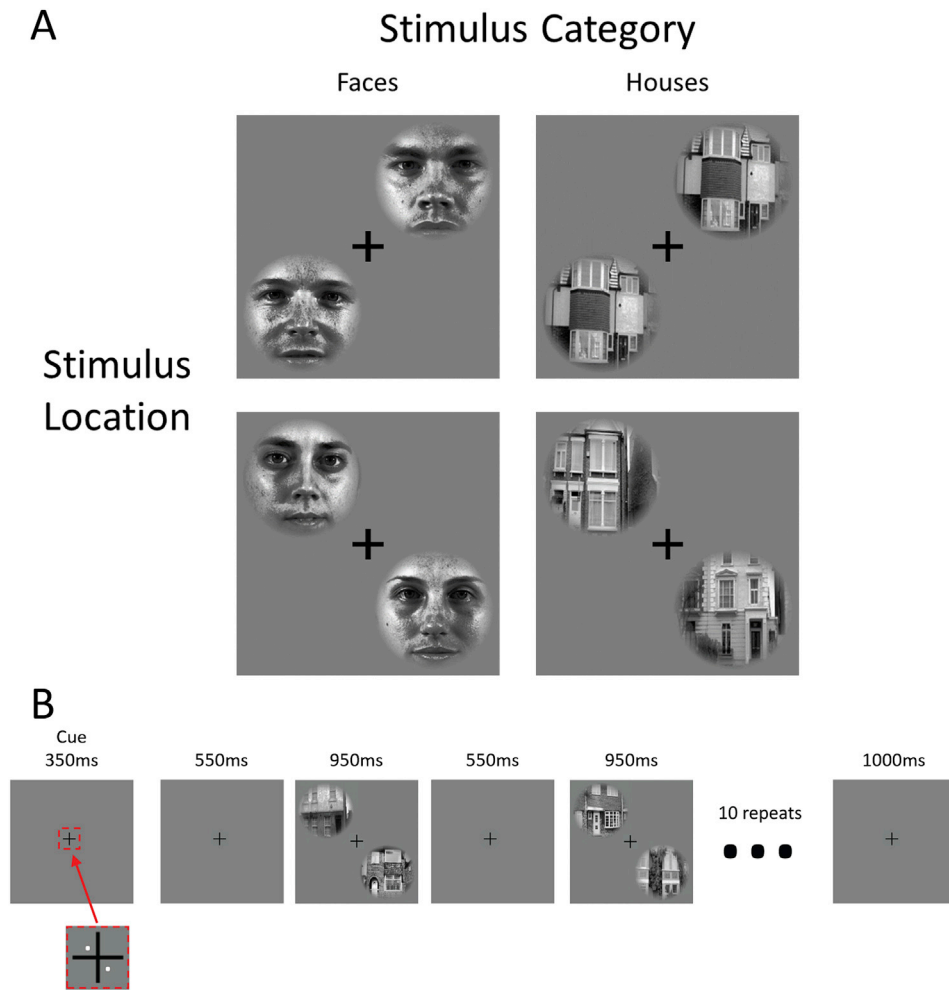 A
Stimulus Category
Faces
Houses
Stimulus
Location
B
Cue
350ms
550ms
950ms
550ms
950ms
10 repeats
1000ms